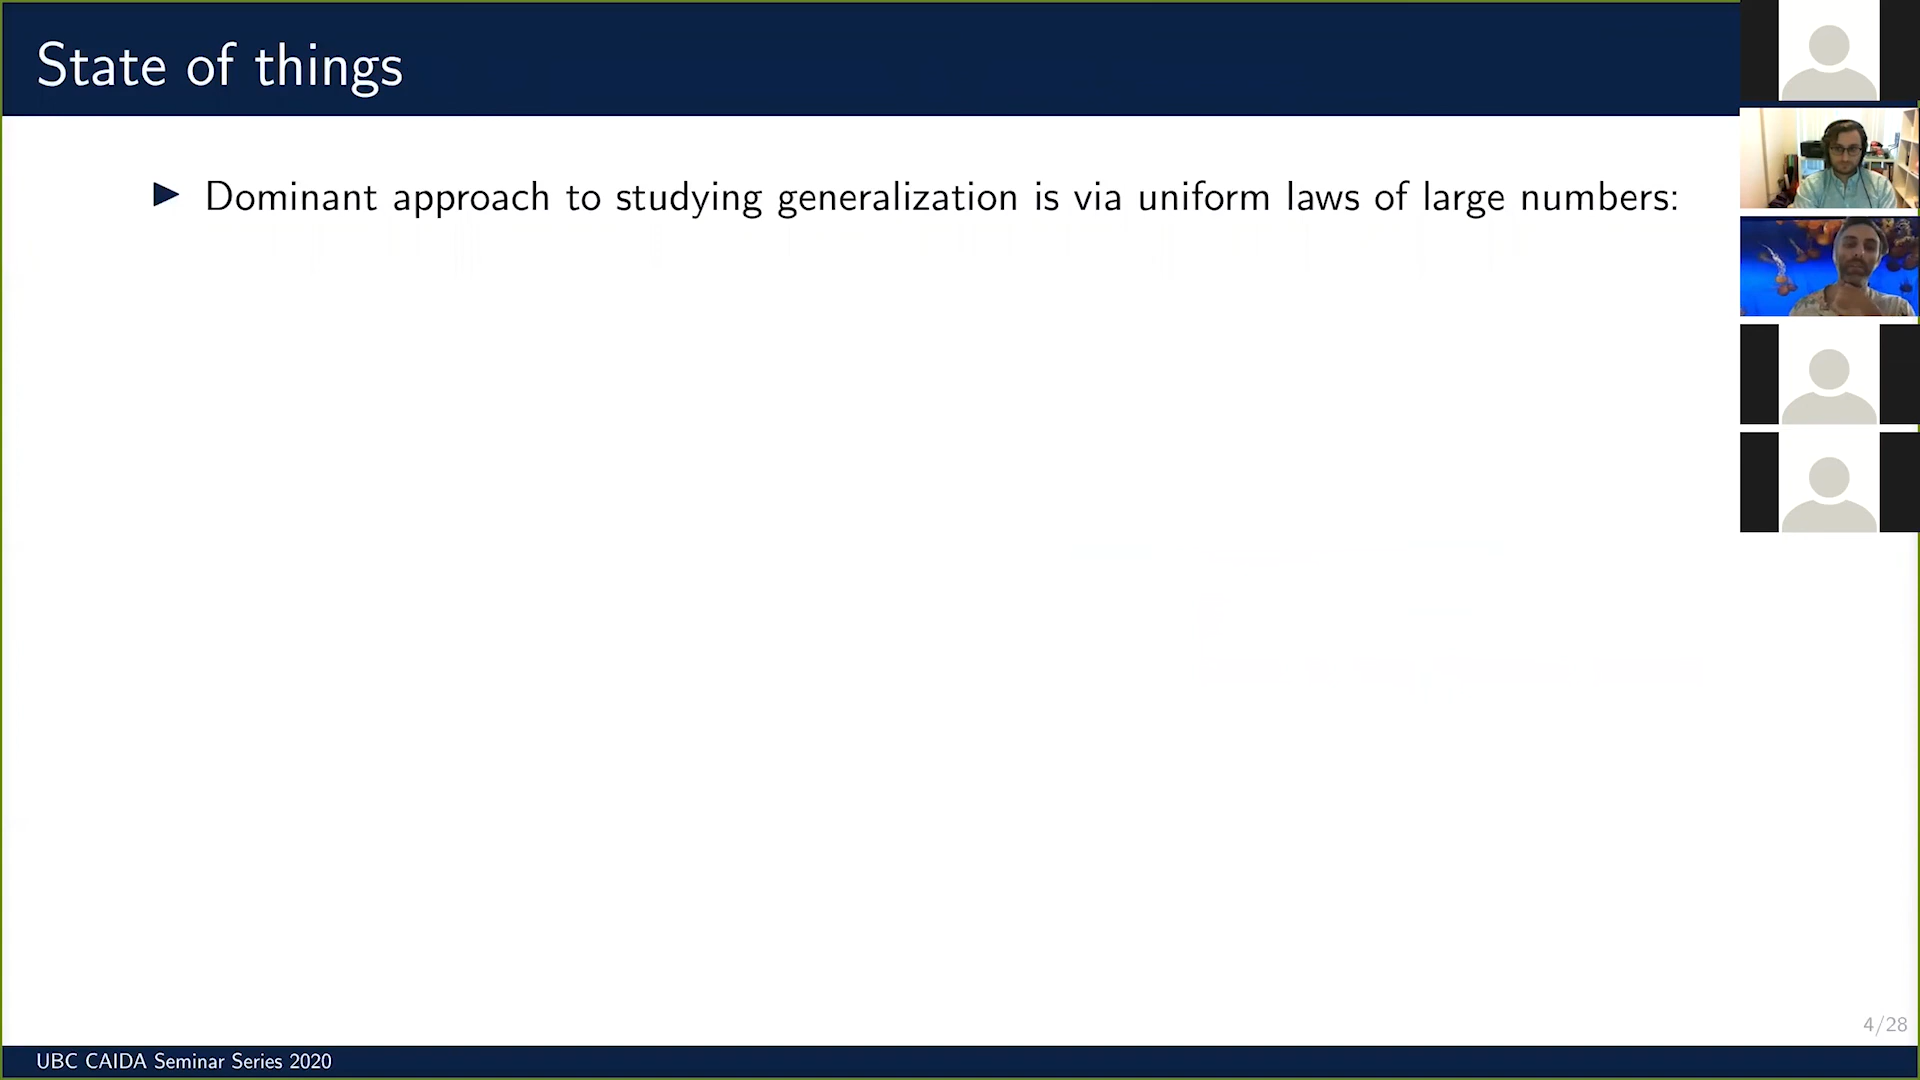 State of things
▶ Dominant approach to studying generalization is via uniform laws of large numbers:
4/28
UBC CAIDA Seminar Series 2020